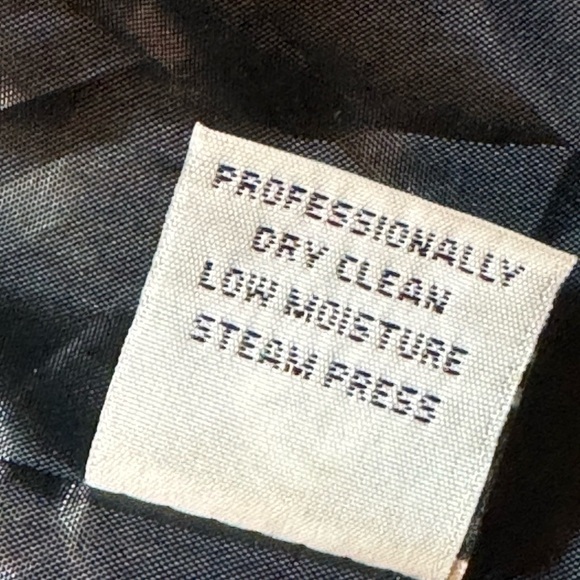 PROFESSIONALLY
DRY CLEAN
LOW MOISTURE
STEAM PRESS